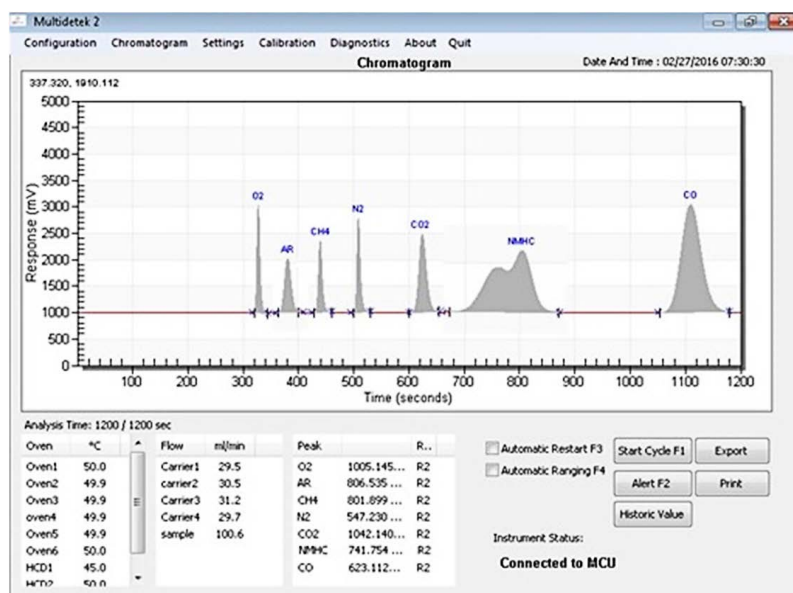 Multidetek 2
Configuration Chromatogram Settings Calibration Diagnostics About Quit
Chromatogram Date And Time : 02/27/2016 07:30:30
337.320, 1910.112
5000
4500
4000
3500
3000
2500
2000
1500
1000
500
0
Response (mV)
O2
AR
CH4
N2
CO2
NMHC
CO
100 200 300 400 500 600 700 800 900 1000 1100 1200
Time (seconds)
Analysis Time: 1200 / 1200 sec
Oven °C
Oven1 50.0
Oven2 49.9
Oven3 49.9
oven4 49.9
Oven5 49.9
Oven6 50.0
HCD1 45.0
HCD2 50.0
Flow ml/min
Carrier1 29.5
carrier2 30.5
Carrier3 31.2
Carrier4 29.7
sample 100.6
Peak R..
O2 1005.145... R2
AR 806.535 ... R2
CH4 801.899 ... R2
N2 547.230 ... R2
CO2 1042.140... R2
NMHC 741.754 ... R2
CO 623.112... R2
Automatic Restart F3
Automatic Ranging F4
Start Cycle F1 Export
Alert F2 Print
Historic Value
Instrument Status:
Connected to MCU